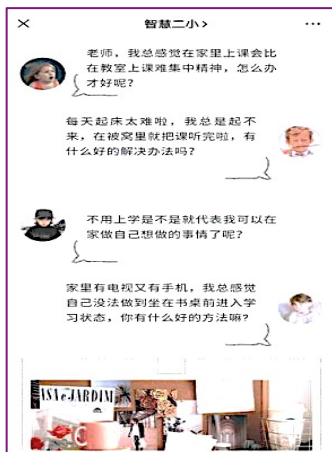 智慧二小>
老师，我总感觉在家里上课会比
在教室上课难集中精神，怎么办
才好呢？
每天起床太难啦，我总是起不
来，在被窝里就把课听完啦，有
什么好的解决办法吗？
不用上学是不是就代表我可以在
家做自己想做的事情了呢？
家里有电视又有手机，我总感觉
自己没法做到坐在书桌前进入学
习状态，你有什么好的方法嘛？
ASA e JARDIM